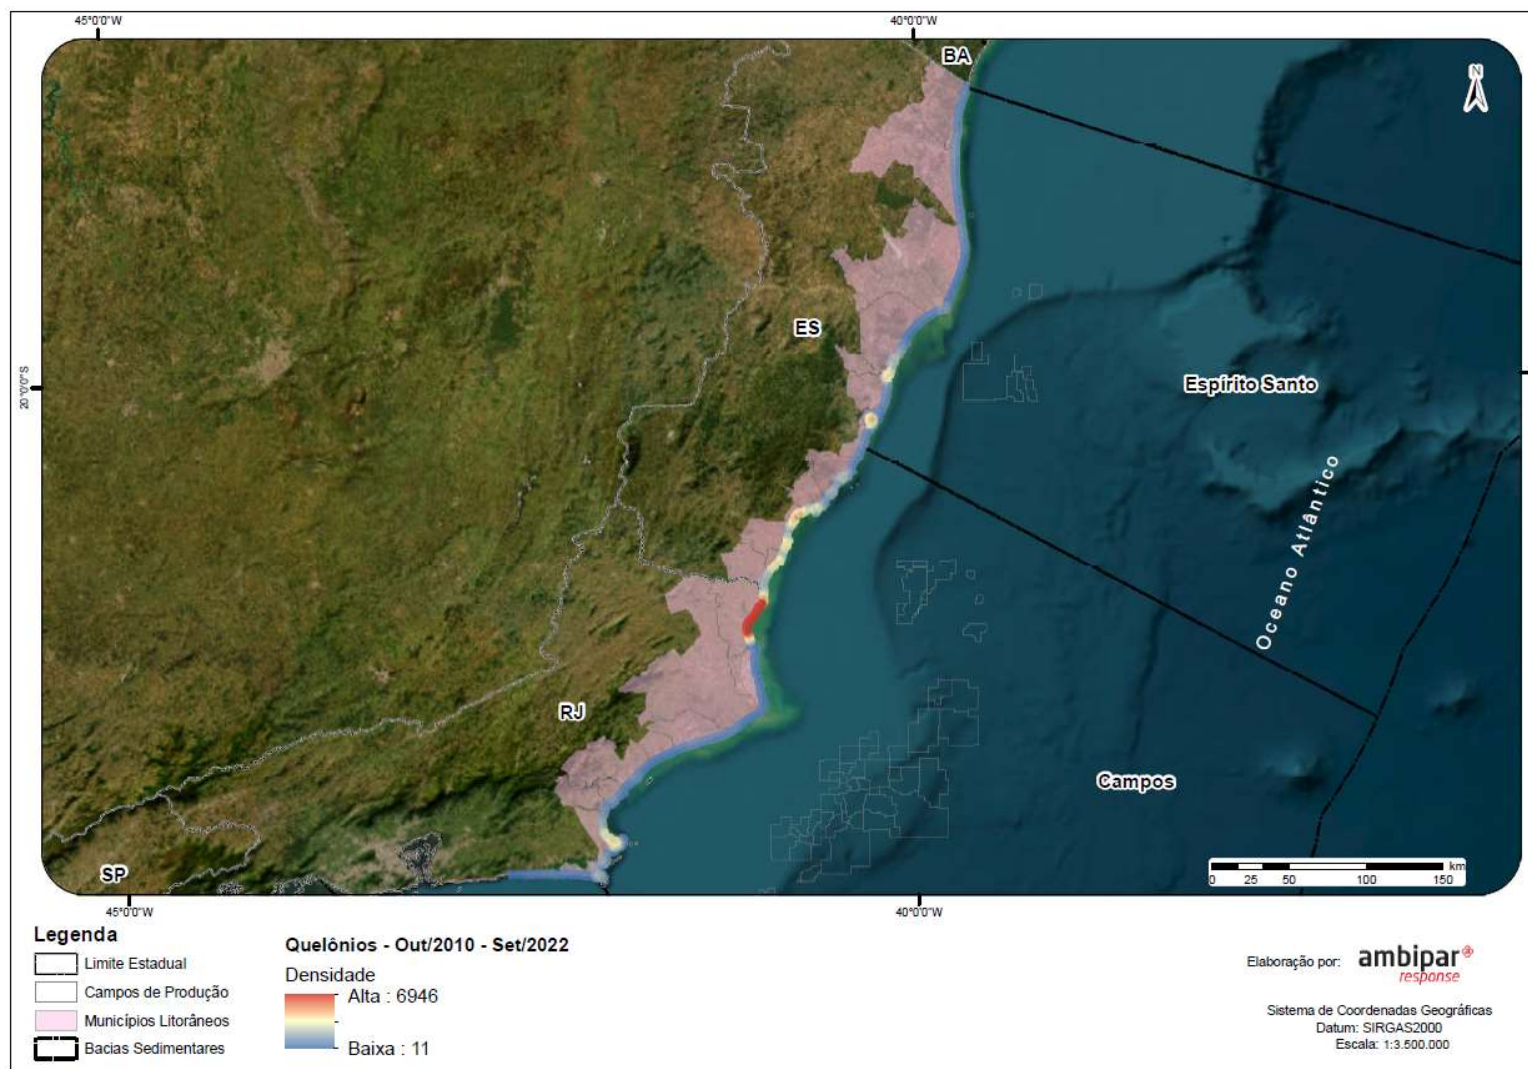 45°0'0"W
40°0'0"W
BA
N
ES
20°0'0"S
Espírito Santo
Oceano Atlântico
RJ
Campos
SP
km
0 25 50 100 150
45°0'0"W
40°0'0"W
Legenda
Limite Estadual
Campos de Produção
Municípios Litorâneos
Bacias Sedimentares
Quelônios - Out/2010 - Set/2022
Densidade
Alta : 6946
Baixa : 11
Elaboração por:
ambipar®
response
Sistema de Coordenadas Geográficas
Datum: SIRGAS2000
Escala: 1:3.500.000